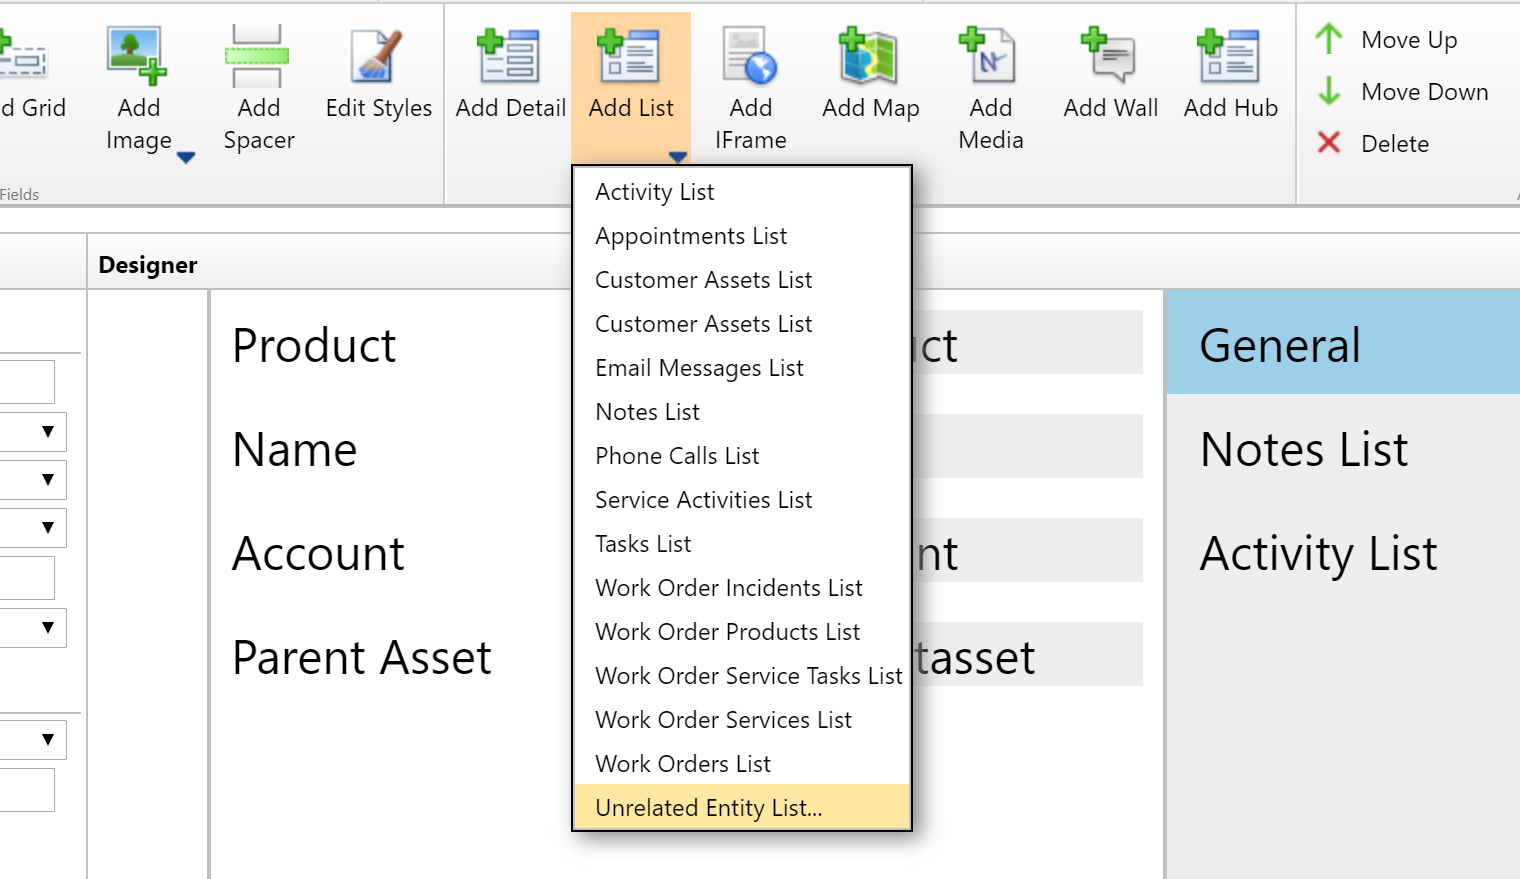 d Grid
Add
Image
Add
Spacer
Edit Styles
Add Detail
Add List
Add
IFrame
Add Map
Add
Media
Add Wall
Add Hub
Move Up
Move Down
Delete
Fields
Designer
Activity List
Appointments List
Customer Assets List
Customer Assets List
Email Messages List
Notes List
Phone Calls List
Service Activities List
Tasks List
Work Order Incidents List
Work Order Products List
Work Order Service Tasks List
Work Order Services List
Work Orders List
Unrelated Entity List...
Product
uct
Name
Account
nt
Parent Asset
tasset
General
Notes List
Activity List